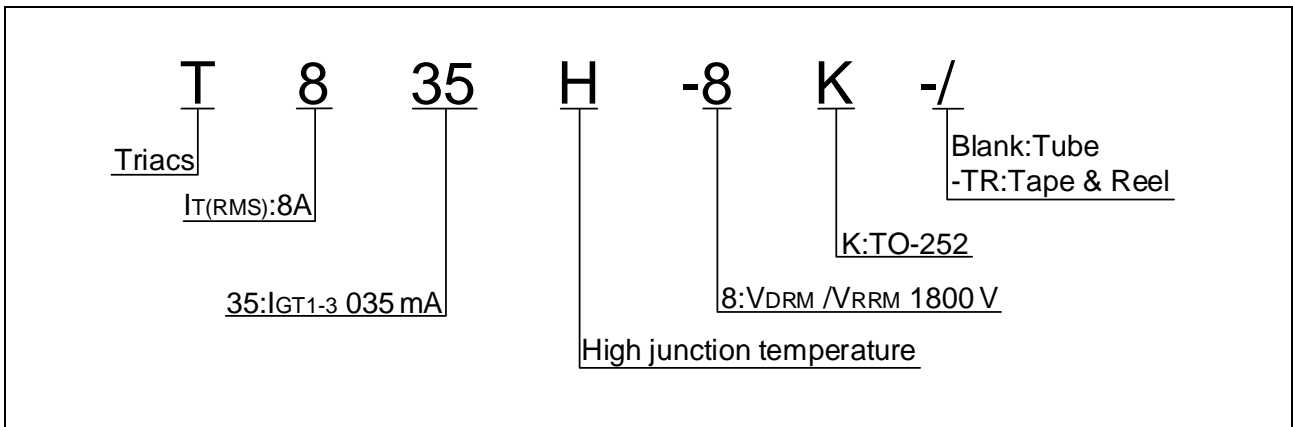 T 8 35 H -8 K -/
Triacs
IT(RMS):8A
35:IGT1-3 035 mA
High junction temperature
8:VDRM /VRRM 1800 V
K:TO-252
Blank:Tube
-TR:Tape & Reel